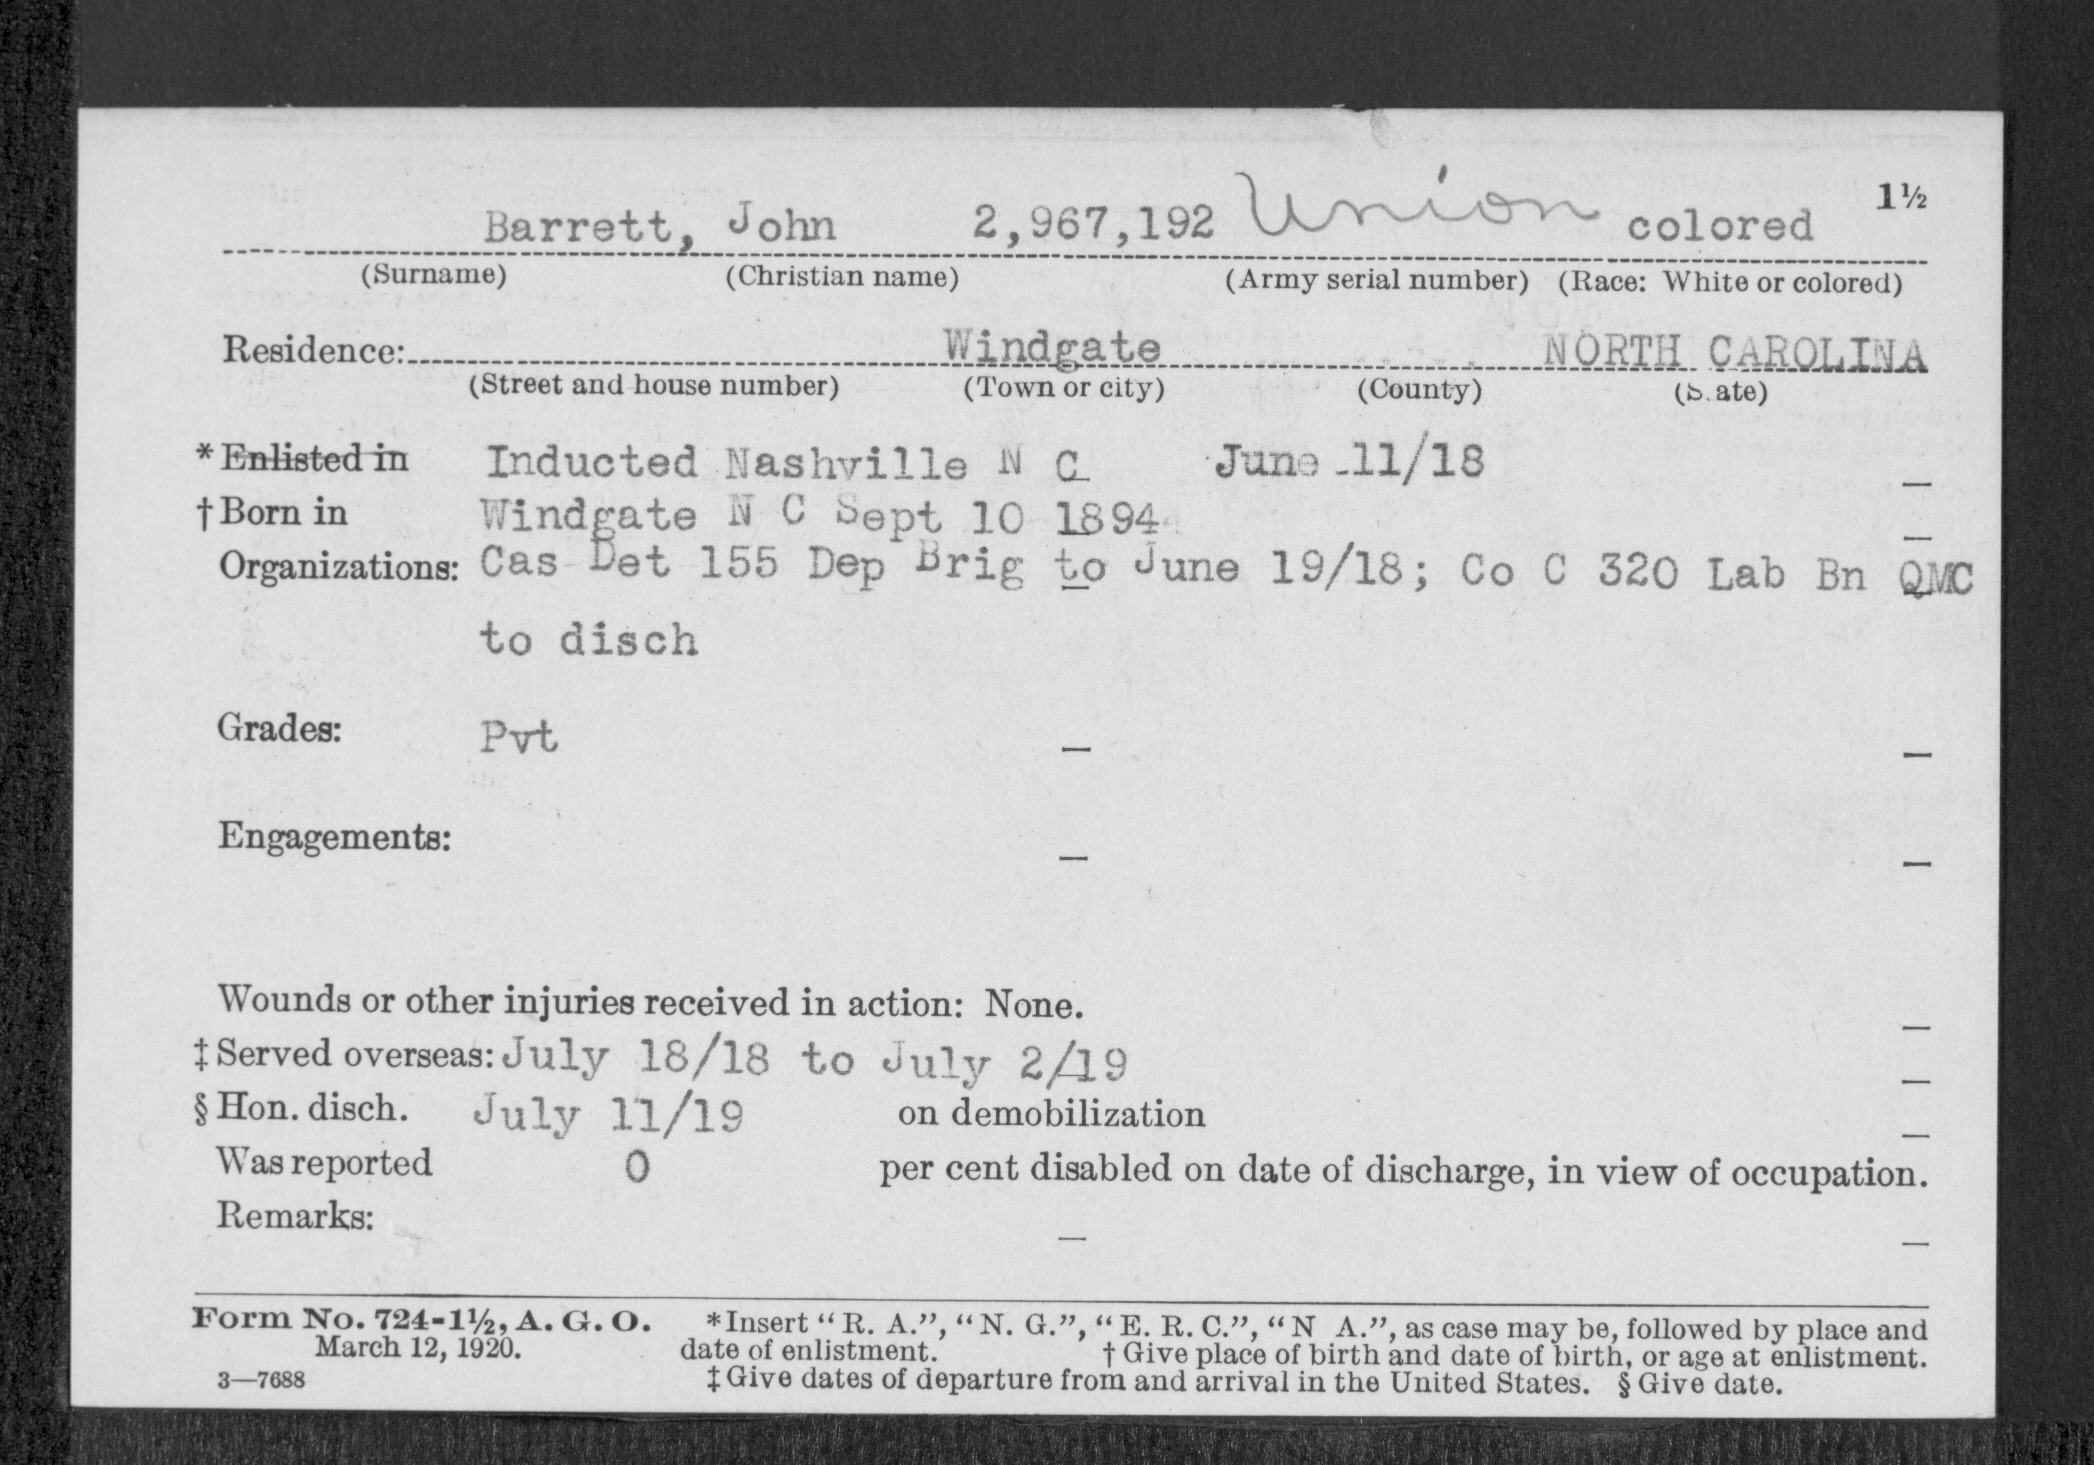 1½
Barrett, John 2,967,192 Union colored
(Surname) (Christian name) (Army serial number) (Race: White or colored)
Residence: Windgate NORTH CAROLINA
(Street and house number) (Town or city) (County) (S ate)
* Enlisted in Inducted Nashville N C June 11/18 _
† Born in Windgate N C Sept 10 1894 _
Organizations: Cas Det 155 Dep Brig to June 19/18; Co C 320 Lab Bn QMC
to disch
Grades: Pvt _ _
Engagements: _ _
Wounds or other injuries received in action: None. _
‡ Served overseas: July 18/18 to July 2/19 _
§ Hon. disch. July 11/19 on demobilization _
Was reported 0 per cent disabled on date of discharge, in view of occupation.
Remarks: _ _
Form No. 724-1½, A. G. O. *Insert “R. A.”, “N. G.”, “E. R. C.”, “N A.”, as case may be, followed by place and
March 12, 1920. date of enlistment. † Give place of birth and date of birth, or age at enlistment.
3—7688 ‡ Give dates of departure from and arrival in the United States. § Give date.